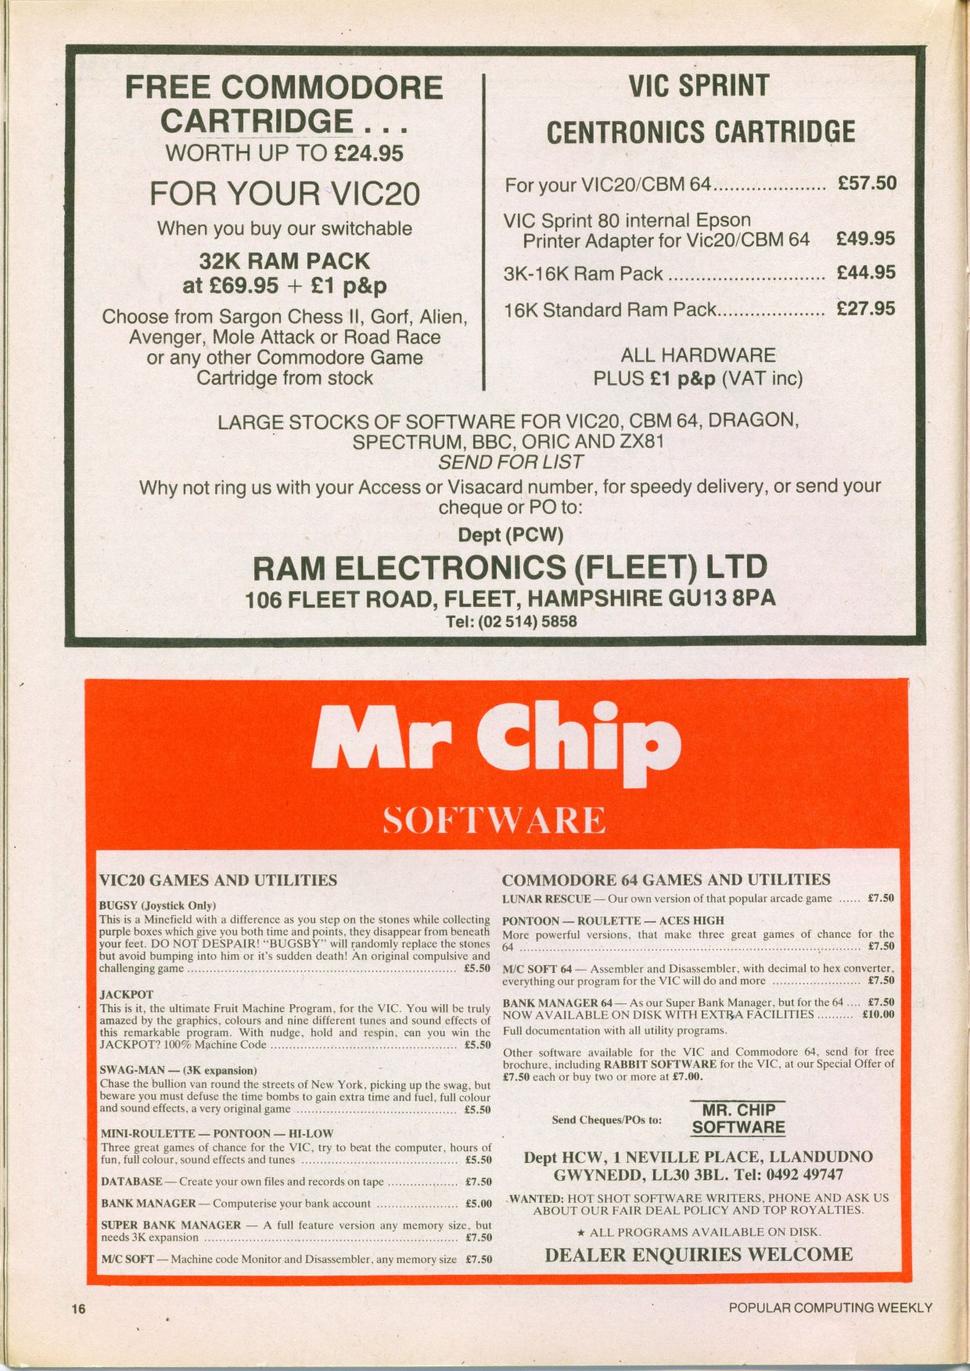 FREE COMMODORE
CARTRIDGE . . .
WORTH UP TO £24.95
FOR YOUR VIC20
When you buy our switchable
32K RAM PACK
at £69.95 + £1 p&p
Choose from Sargon Chess II, Gorf, Alien,
Avenger, Mole Attack or Road Race
or any other Commodore Game
Cartridge from stock
VIC SPRINT
CENTRONICS CARTRIDGE
For your VIC20/CBM 64..................... £57.50
VIC Sprint 80 internal Epson
Printer Adapter for Vic20/CBM 64 £49.95
3K-16K Ram Pack ............................. £44.95
16K Standard Ram Pack.................... £27.95
ALL HARDWARE
PLUS £1 p&p (VAT inc)
LARGE STOCKS OF SOFTWARE FOR VIC20, CBM 64, DRAGON,
SPECTRUM, BBC, ORIC AND ZX81
SEND FOR LIST
Why not ring us with your Access or Visacard number, for speedy delivery, or send your
cheque or PO to:
Dept (PCW)
RAM ELECTRONICS (FLEET) LTD
106 FLEET ROAD, FLEET, HAMPSHIRE GU13 8PA
Tel: (02 514) 5858
Mr Chip
SOFTWARE
VIC20 GAMES AND UTILITIES
BUGSY (Joystick Only)
This is a Minefield with a difference as you step on the stones while collecting
purple boxes which give you both time and points, they disappear from beneath
your feet. DO NOT DESPAIR! "BUGSBY" will randomly replace the stones
but avoid bumping into him or it's sudden death! An original compulsive and
challenging game .......................................................... £5.50
JACKPOT
This is it, the ultimate Fruit Machine Program, for the VIC. You will be truly
amazed by the graphics, colours and nine different tunes and sound effects of
this remarkable program. With nudge, hold and respin, can you win the
JACKPOT? 100% Machine Code ........................................ £5.50
SWAG-MAN — (3K expansion)
Chase the bullion van round the streets of New York, picking up the swag, but
beware you must defuse the time bombs to gain extra time and fuel, full colour
and sound effects, a very original game ................................... £5.50
MINI-ROULETTE — PONTOON — HI-LOW
Three great games of chance for the VIC, try to beat the computer, hours of
fun, full colour, sound effects and tunes .................................. £5.50
DATABASE — Create your own files and records on tape ............... £7.50
BANK MANAGER — Computerise your bank account .................. £5.00
SUPER BANK MANAGER — A full feature version any memory size, but
needs 3K expansion ....................................................... £7.50
M/C SOFT — Machine code Monitor and Disassembler, any memory size £7.50
COMMODORE 64 GAMES AND UTILITIES
LUNAR RESCUE — Our own version of that popular arcade game ...... £7.50
PONTOON — ROULETTE — ACES HIGH
More powerful versions, that make three great games of chance for the
64 ......................................................................... £7.50
M/C SOFT 64 — Assembler and Disassembler, with decimal to hex converter,
everything our program for the VIC will do and more .................... £7.50
BANK MANAGER 64 — As our Super Bank Manager, but for the 64 .... £7.50
NOW AVAILABLE ON DISK WITH EXTRA FACILITIES .......... £10.00
Full documentation with all utility programs.
Other software available for the VIC and Commodore 64, send for free
brochure, including RABBIT SOFTWARE for the VIC, at our Special Offer of
£7.50 each or buy two or more at £7.00.
Send Cheques/POs to:
MR. CHIP
SOFTWARE
Dept HCW, 1 NEVILLE PLACE, LLANDUDNO
GWYNEDD, LL30 3BL. Tel: 0492 49747
WANTED: HOT SHOT SOFTWARE WRITERS, PHONE AND ASK US
ABOUT OUR FAIR DEAL POLICY AND TOP ROYALTIES.
★ ALL PROGRAMS AVAILABLE ON DISK.
DEALER ENQUIRIES WELCOME
16
POPULAR COMPUTING WEEKLY